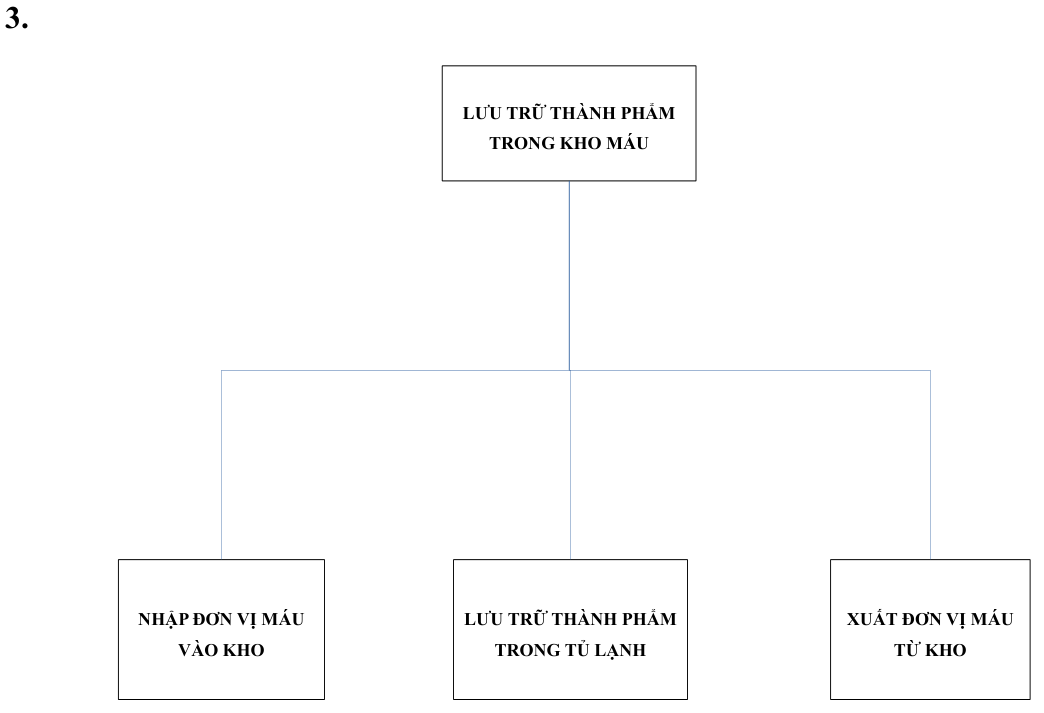 3.
LƯU TRỮ THÀNH PHẨM
TRONG KHO MÁU
NHẬP ĐƠN VỊ MÁU
VÀO KHO
LƯU TRỮ THÀNH PHẨM
TRONG TỦ LẠNH
XUẤT ĐƠN VỊ MÁU
TỪ KHO